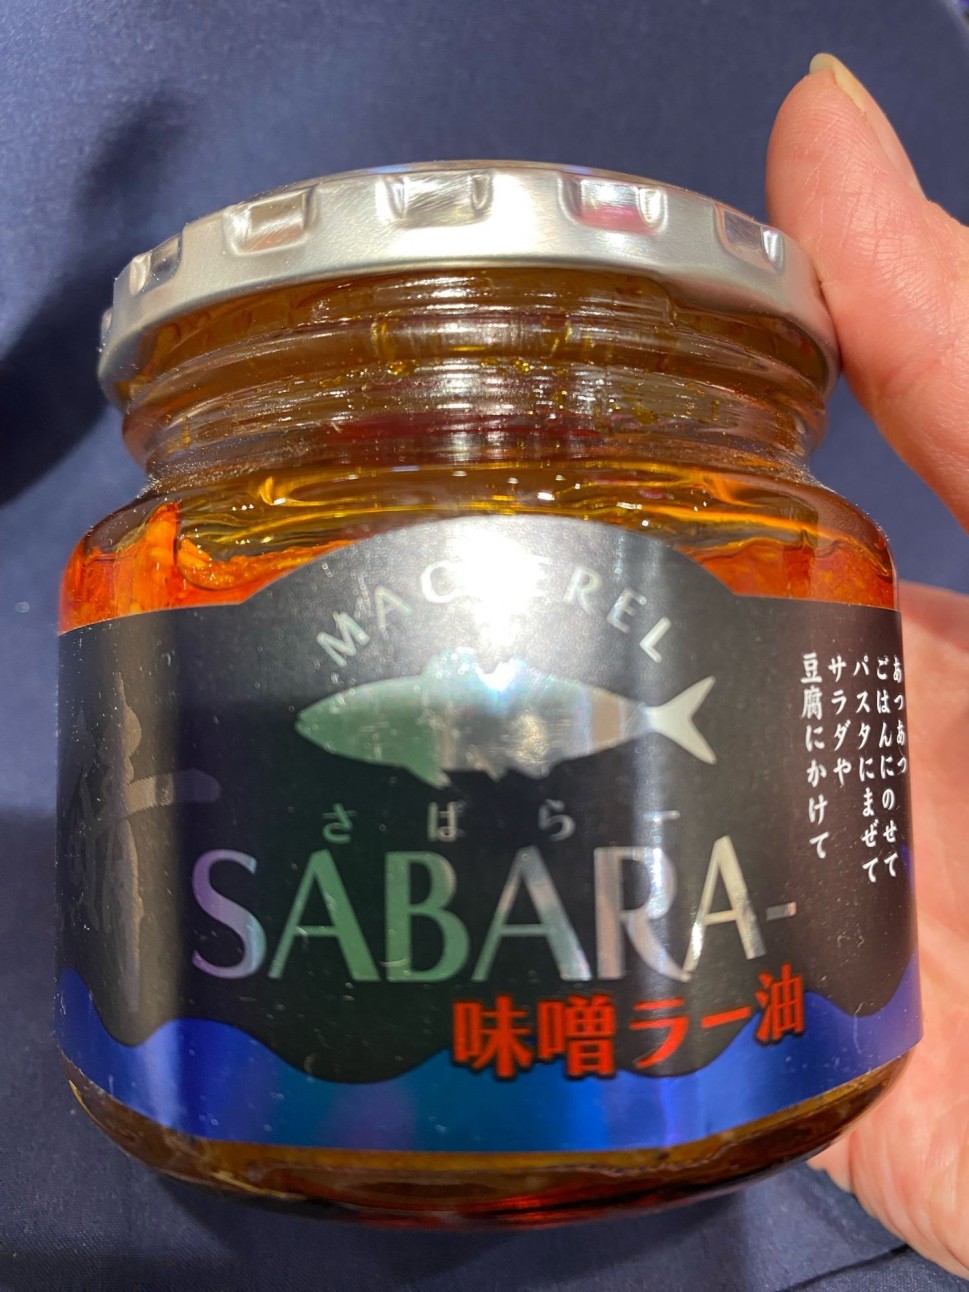 MACKEREL
さばらー
SABARA-
味噌ラー油
あつあつ
ごはんにのせて
パスタにまぜて
サラダや
豆腐にかけて